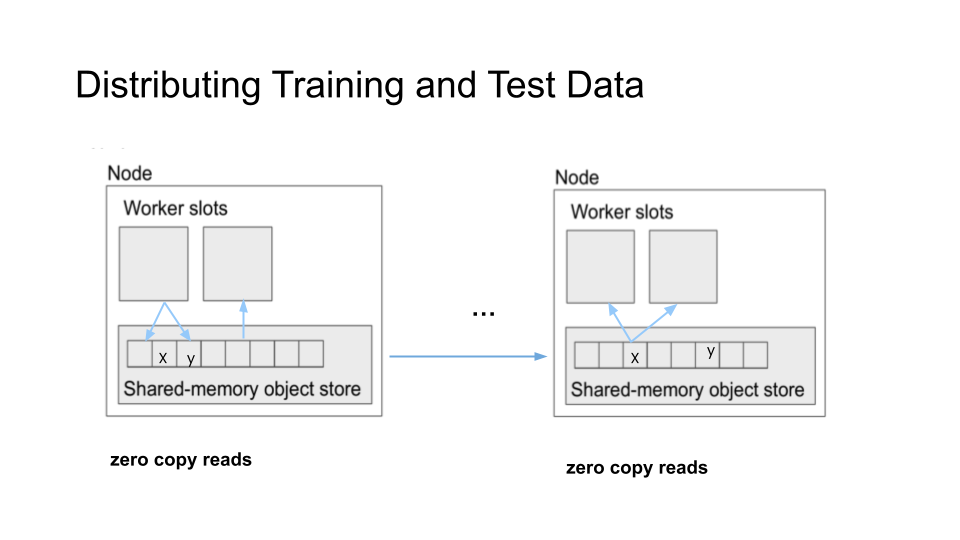 Distributing Training and Test Data
Node
Worker slots
x y
Shared-memory object store
zero copy reads
...
Node
Worker slots
x y
Shared-memory object store
zero copy reads